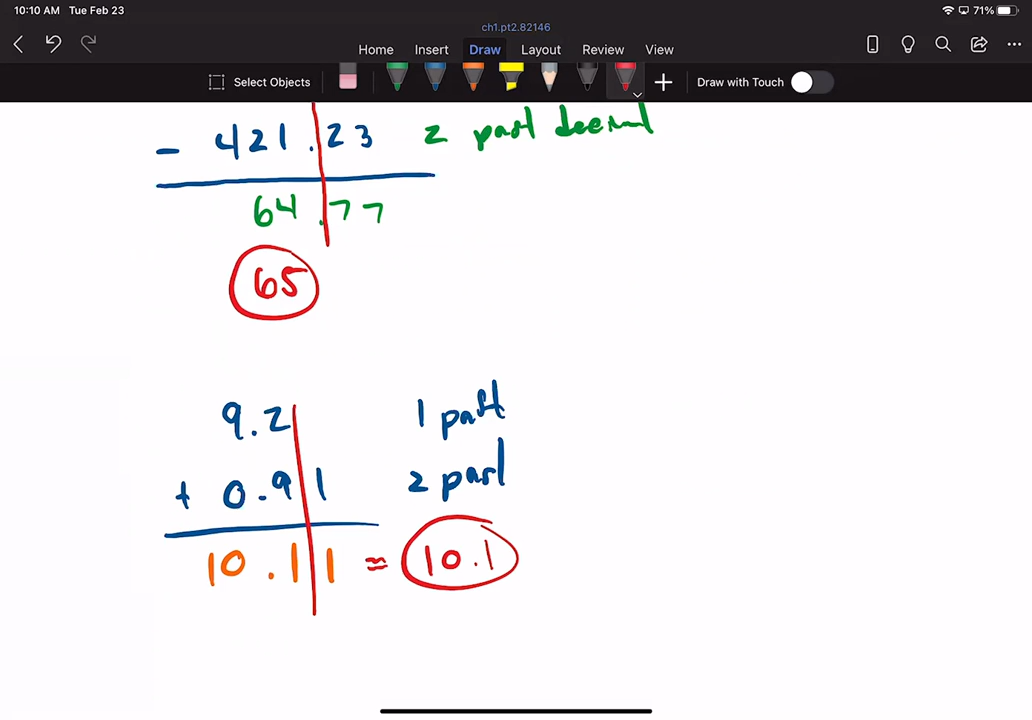 10:10 AM Tue Feb 23 71%
ch1.pt2.82146
Home Insert Draw Layout Review View
Select Objects Draw with Touch
- 421.23 2 part decimal
64.77
65
9.2 1 part
+ 0.91 2 part
10.11 ≈ 10.1